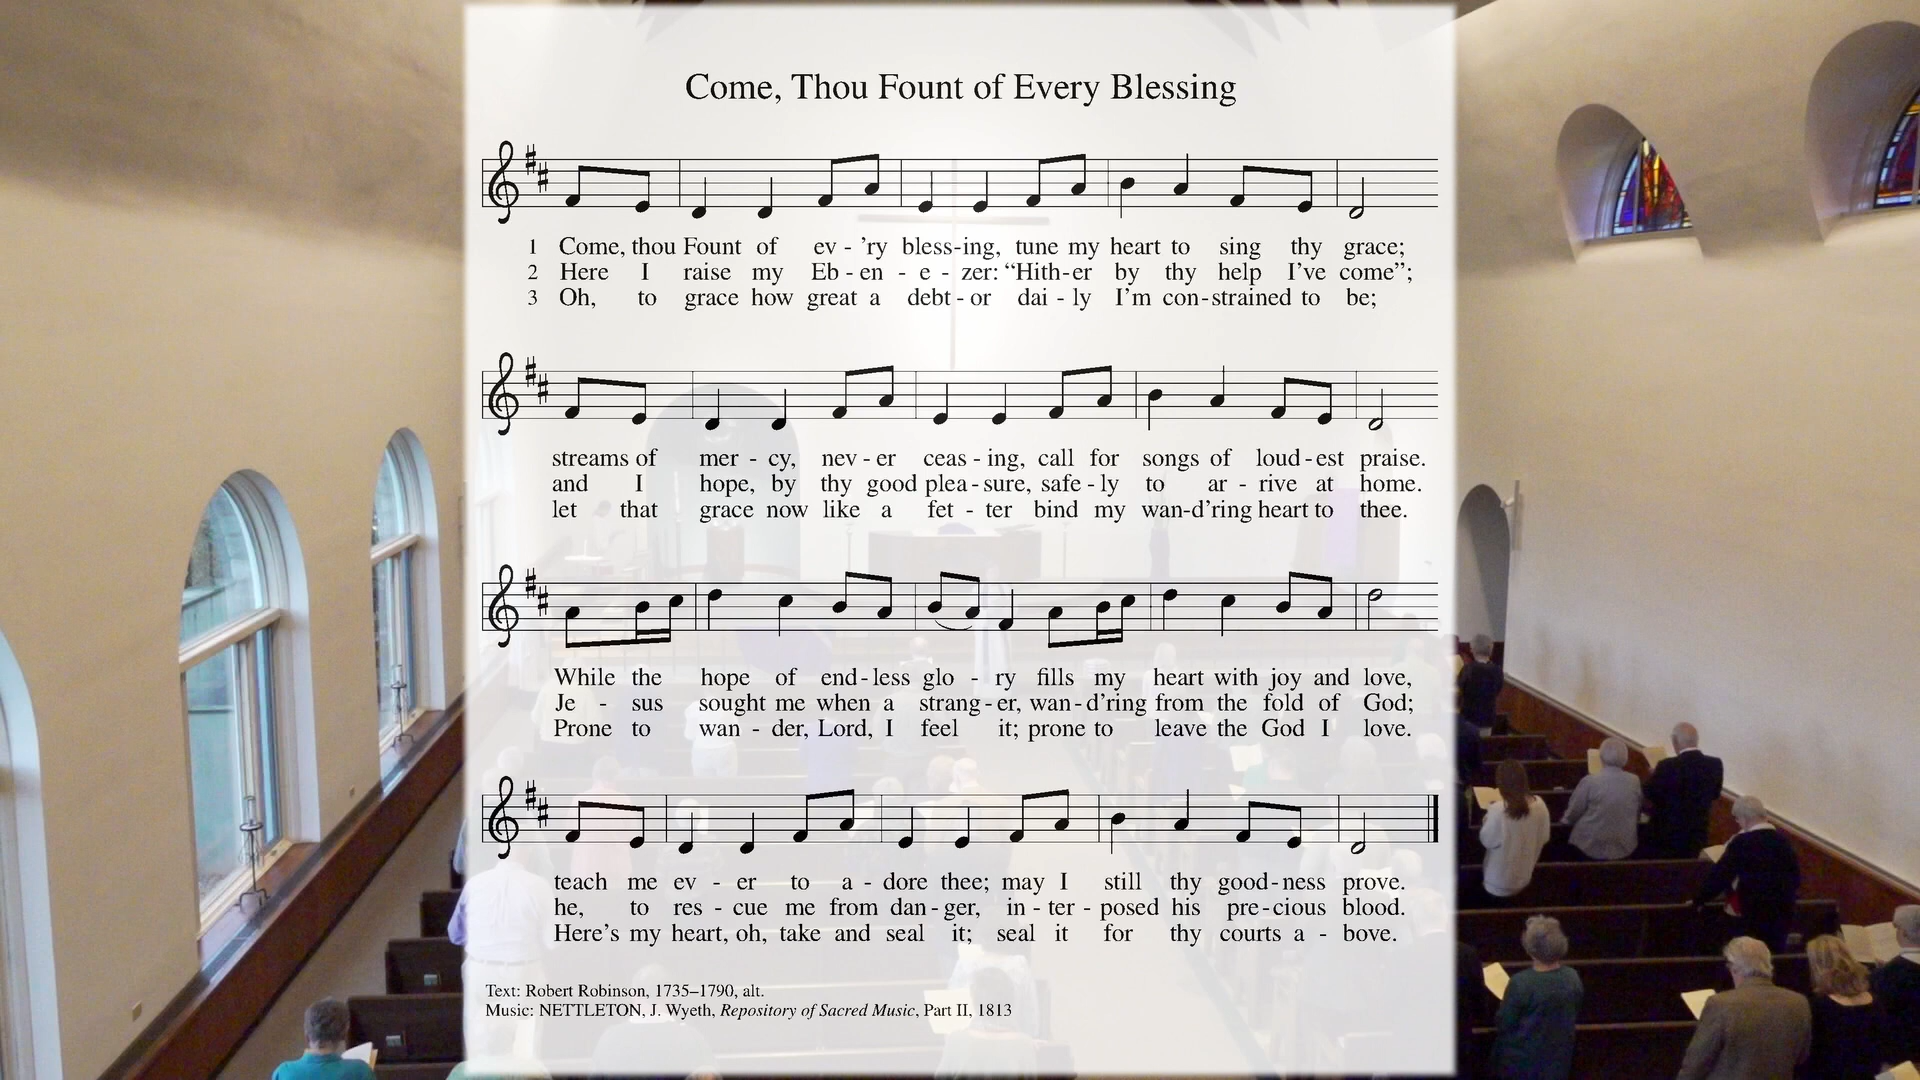 Come, Thou Fount of Every Blessing
1 Come, thou Fount of ev - 'ry bless-ing, tune my heart to sing thy grace;
2 Here I raise my Eb - en - e - zer: “Hith-er by thy help I've come”;
3 Oh, to grace how great a debt - or dai - ly I'm con-strained to be;
streams of mer - cy, nev - er ceas - ing, call for songs of loud-est praise.
and I hope, by thy good plea-sure, safe - ly to ar - rive at home.
let that grace now like a fet - ter bind my wan-d'ring heart to thee.
While the hope of end-less glo - ry fills my heart with joy and love,
Je - sus sought me when a strang-er, wan-d'ring from the fold of God;
Prone to wan - der, Lord, I feel it; prone to leave the God I love.
teach me ev - er to a - dore thee; may I still thy good-ness prove.
he, to res - cue me from dan-ger, in - ter - posed his pre-cious blood.
Here's my heart, oh, take and seal it; seal it for thy courts a - bove.
Text: Robert Robinson, 1735–1790, alt.
Music: NETTLETON, J. Wyeth, Repository of Sacred Music, Part II, 1813